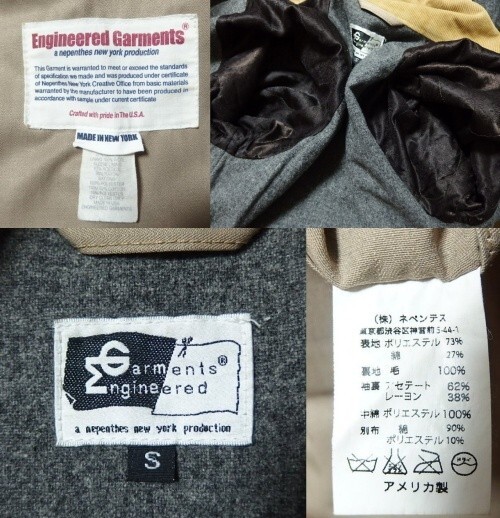 Engineered Garments®
a nepenthes new york production
This Garment is warranted to meet or exceed the standards
of specification we made and was produced under certificate
of Nepenthes New York Creative Office from basic materials
warranted by the manufacturer to have been produced in
accordance with sample under current certificate
Crafted with pride in The U.S.A.
MADE IN NEW YORK
Garments®
Engineered
a nepenthes new york production
S
(株) ネペンテス
東京都渋谷区神宮前5-44-1
表地 ポリエステル 73%
綿 27%
裏地 毛 100%
袖裏 アセテート 62%
レーヨン 38%
中綿 ポリエステル 100%
別布 綿 90%
ポリエステル 10%
アメリカ製